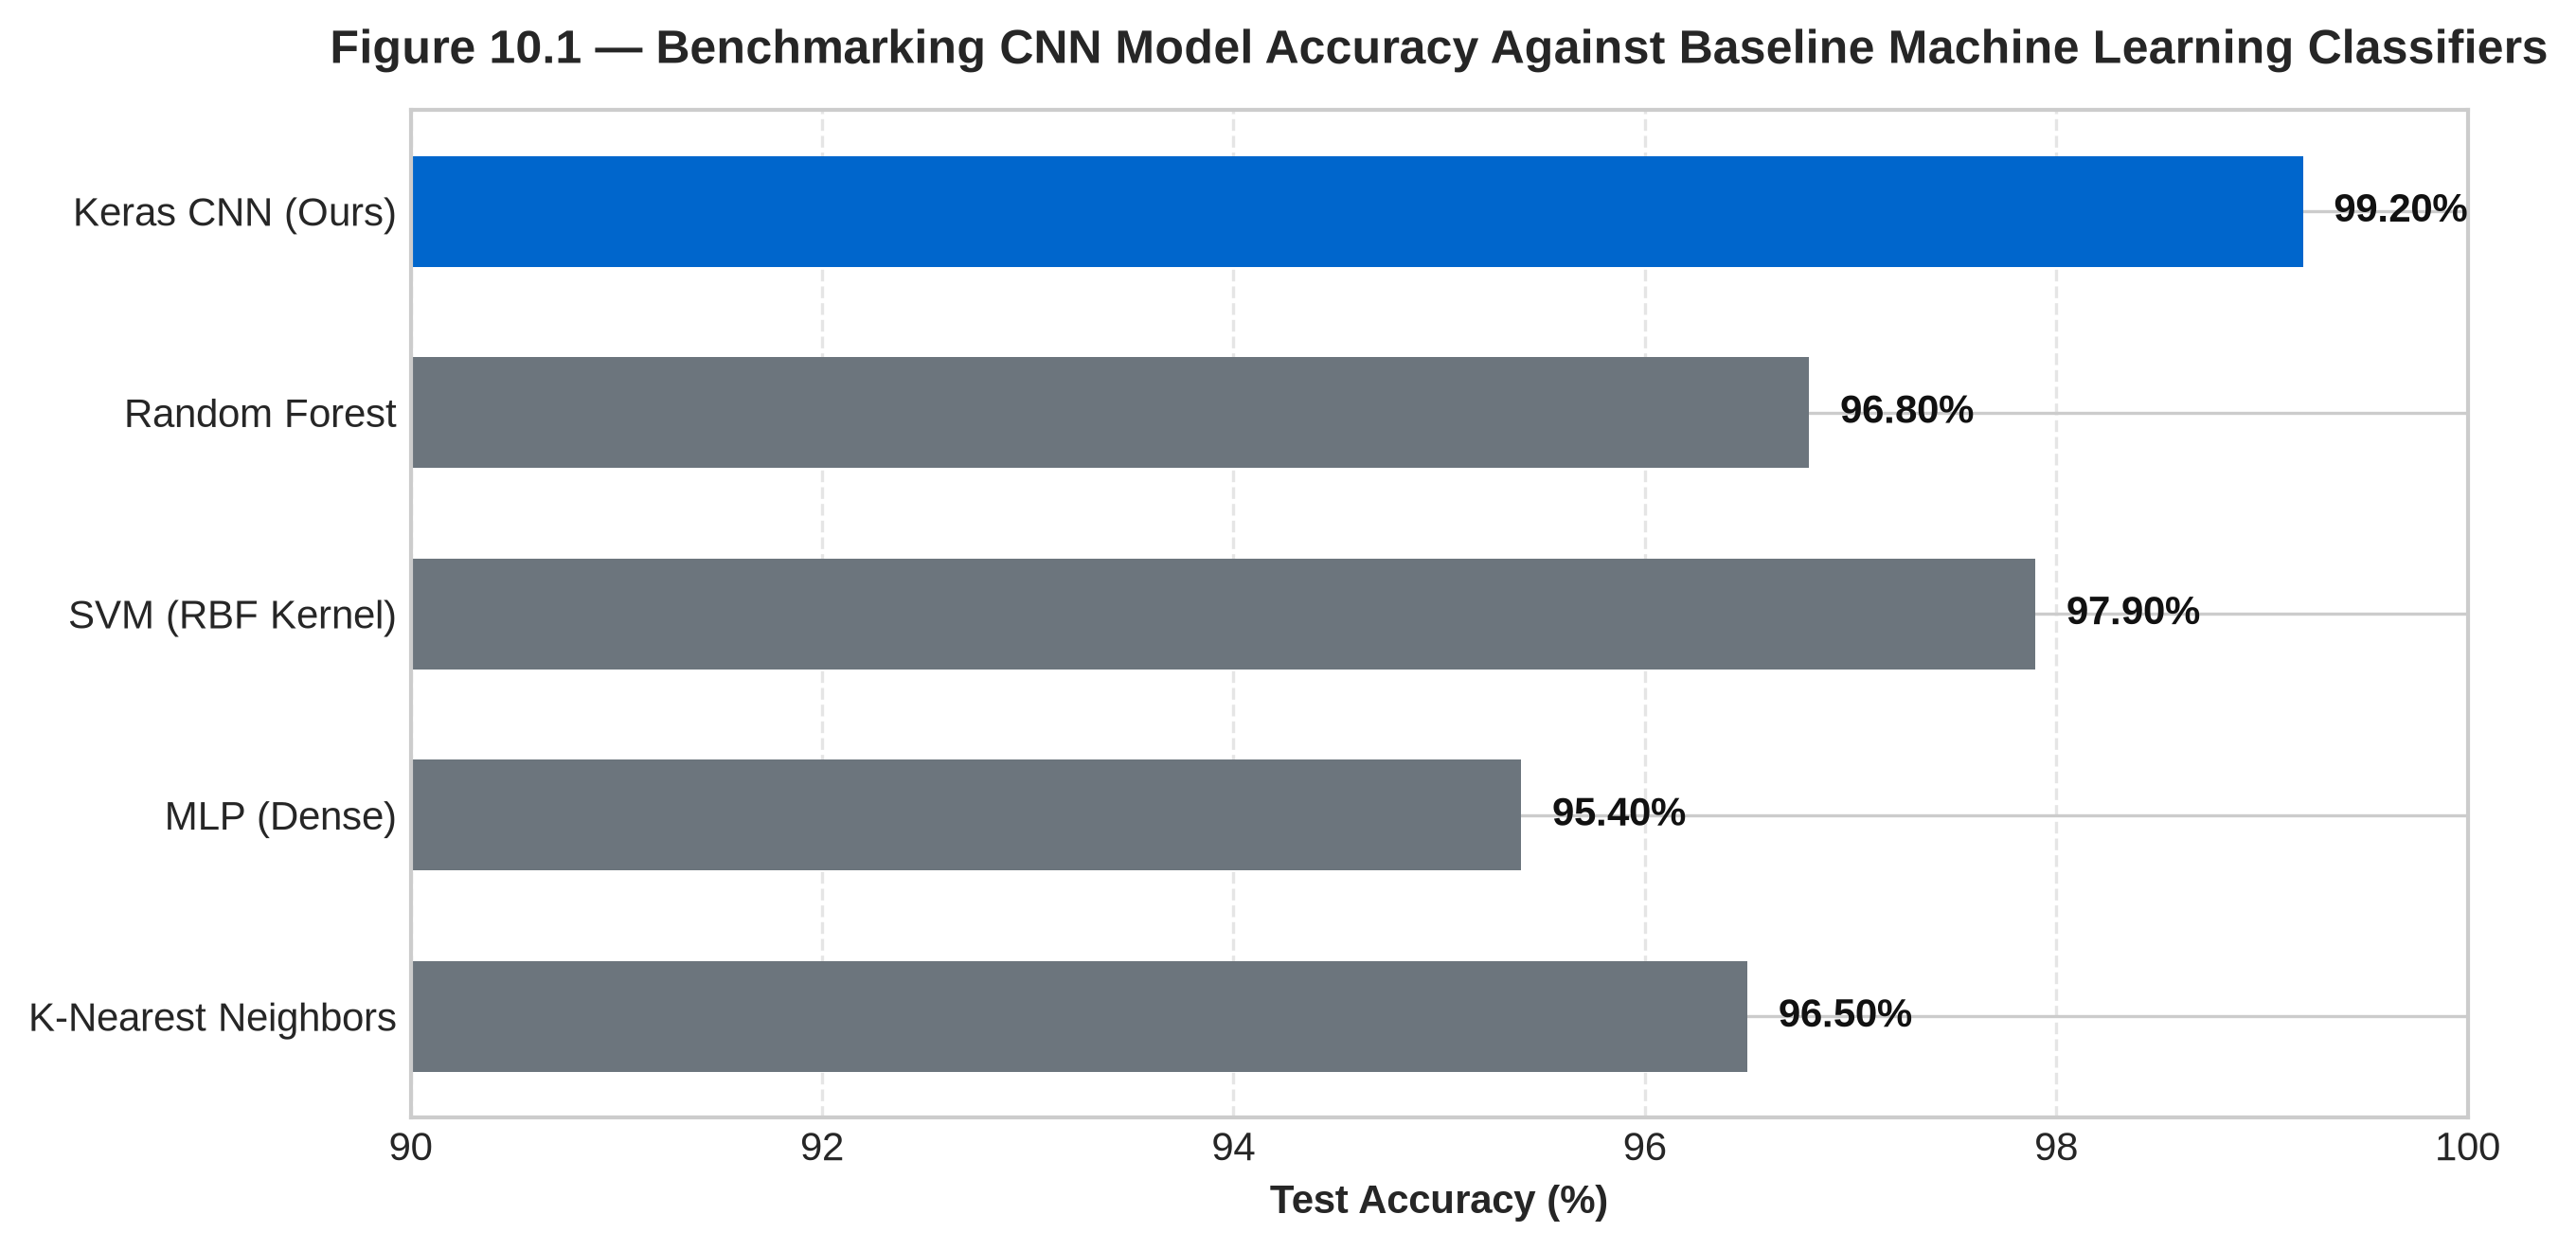 Figure 10.1 — Benchmarking CNN Model Accuracy Against Baseline Machine Learning Classifiers
Keras CNN (Ours) 99.20%
Random Forest 96.80%
SVM (RBF Kernel) 97.90%
MLP (Dense) 95.40%
K-Nearest Neighbors 96.50%
90 92 94 96 98 100
Test Accuracy (%)